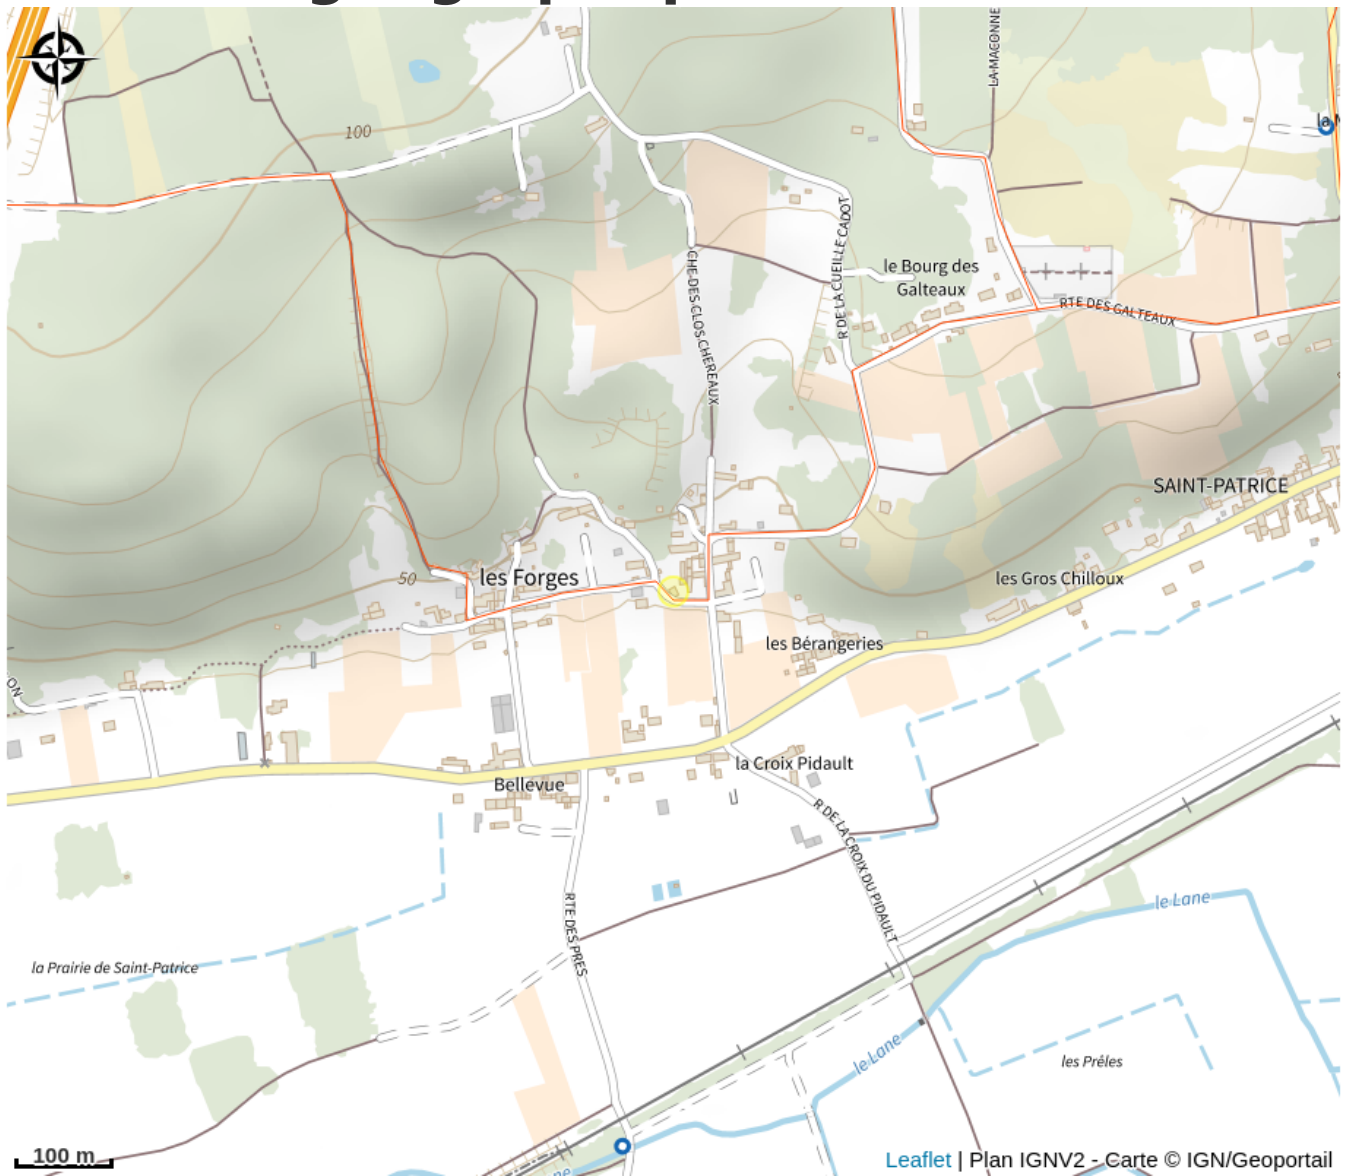 LA-MACONNE
100
R DE LA CUEILLE CADOT
CHE-DES-CLOS-CHEREAUX
le Bourg des
Galteaux
RTE DES GALTEAUX
SAINT-PATRICE
50
les Forges
les Gros Chilloux
les Bérangeries
ON
la Croix Pidault
Bellevue
R DE LA CROIX DU PIDAULT
RTE-DES-PRES
le Lane
la Prairie de Saint-Patrice
le Lane
les Prêles
100 m
Leaflet | Plan IGNV2 - Carte © IGN/Geoportail